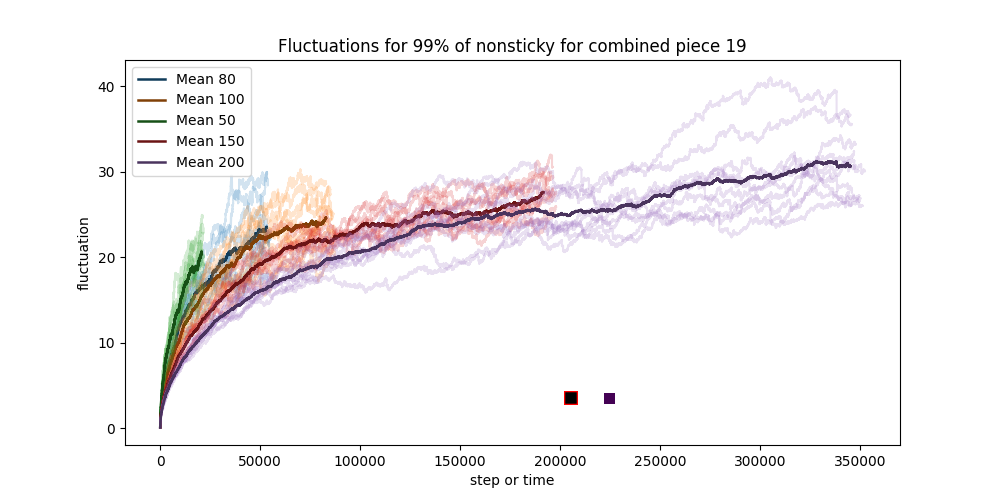 Fluctuations for 99% of nonsticky for combined piece 19
Mean 80
Mean 100
Mean 50
Mean 150
Mean 200
fluctuation
40
30
20
10
0
0 50000 100000 150000 200000 250000 300000 350000
step or time